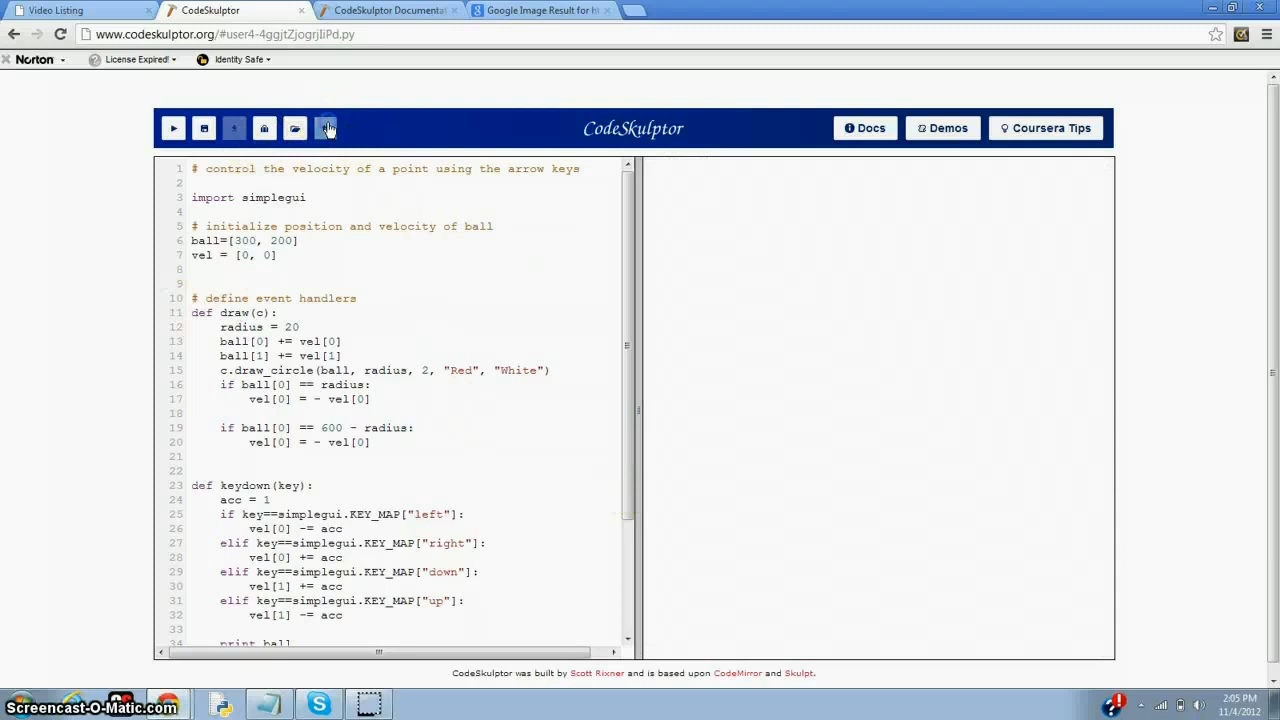 Video Listing
CodeSkulptor
CodeSkulptor Documentat
Google Image Result for ht
www.codeskulptor.org/#user4-4ggjtZjogrjIiPd.py
Norton
License Expired!
Identity Safe
CodeSkulptor
Docs
Demos
Coursera Tips
1 # control the velocity of a point using the arrow keys
2
3 import simplegui
4
5 # initialize position and velocity of ball
6 ball=[300, 200]
7 vel = [0, 0]
8
9
10 # define event handlers
11 def draw(c):
12 radius = 20
13 ball[0] += vel[0]
14 ball[1] += vel[1]
15 c.draw_circle(ball, radius, 2, "Red", "White")
16 if ball[0] == radius:
17 vel[0] = - vel[0]
18
19 if ball[0] == 600 - radius:
20 vel[0] = - vel[0]
21
22
23 def keydown(key):
24 acc = 1
25 if key==simplegui.KEY_MAP["left"]:
26 vel[0] -= acc
27 elif key==simplegui.KEY_MAP["right"]:
28 vel[0] += acc
29 elif key==simplegui.KEY_MAP["down"]:
30 vel[1] += acc
31 elif key==simplegui.KEY_MAP["up"]:
32 vel[1] -= acc
33
34 print ball
CodeSkulptor was built by Scott Rixner and is based upon CodeMirror and Skulpt.
Screencast-O-Matic.com
2:05 PM
11/4/2012